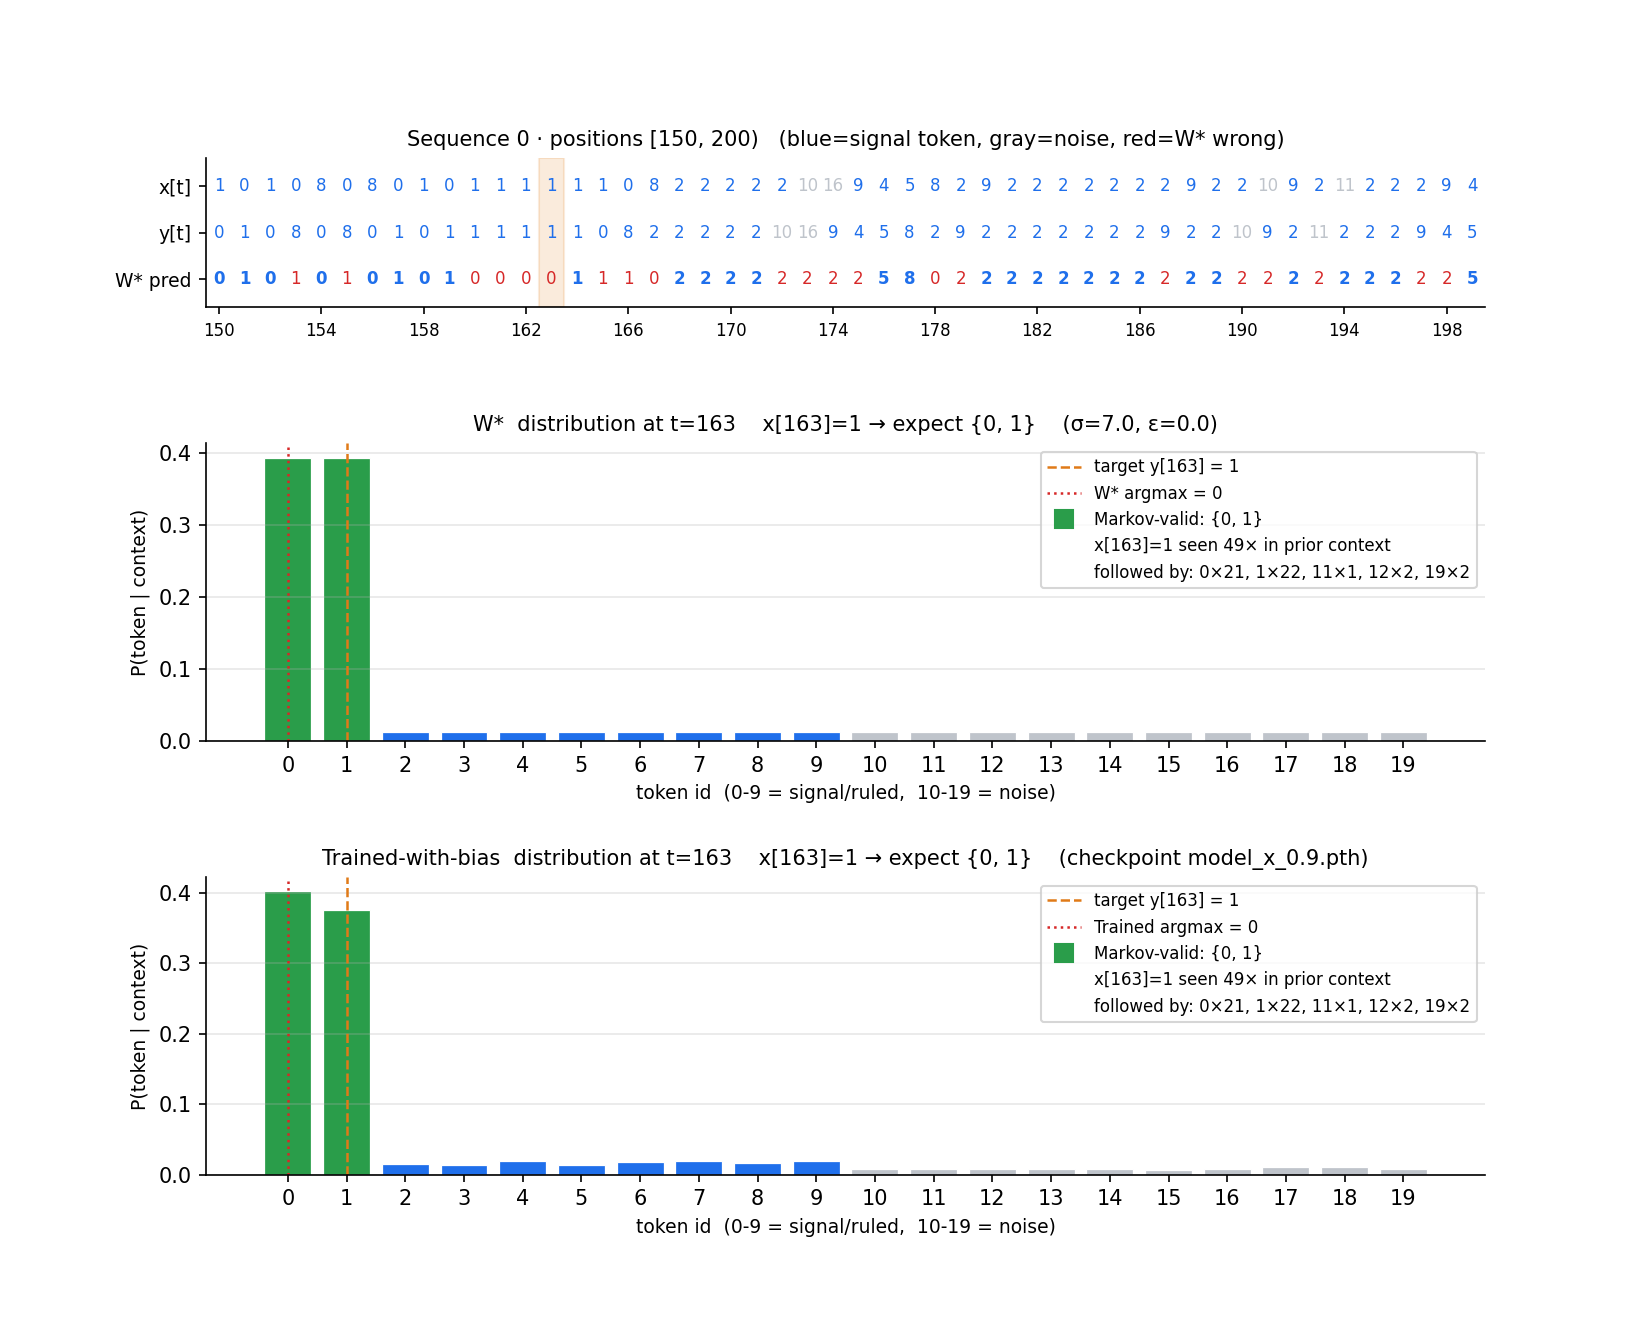 Sequence 0 · positions [150, 200)   (blue=signal token, gray=noise, red=W* wrong)
x[t] 1 0 1 0 8 0 8 0 1 0 1 1 1 1 1 1 0 8 2 2 2 2 2 10 16 9 4 5 8 2 9 2 2 2 2 2 2 2 9 2 2 10 9 2 11 2 2 2 9 4
y[t] 0 1 0 8 0 8 0 1 0 1 1 1 1 1 1 0 8 2 2 2 2 2 10 16 9 4 5 8 2 9 2 2 2 2 2 2 2 9 2 2 10 9 2 11 2 2 2 9 4 5
W* pred 0 1 0 1 0 1 0 1 0 1 0 0 0 0 1 1 1 0 2 2 2 2 2 2 2 2 5 8 0 2 2 2 2 2 2 2 2 2 2 2 2 2 2 2 2 2 2 2 2 5
150 154 158 162 166 170 174 178 182 186 190 194 198
W*  distribution at t=163    x[163]=1 → expect {0, 1}    (σ=7.0, ε=0.0)
P(token | context)
0.4
0.3
0.2
0.1
0.0
target y[163] = 1
W* argmax = 0
Markov-valid: {0, 1}
x[163]=1 seen 49× in prior context
followed by: 0×21, 1×22, 11×1, 12×2, 19×2
0 1 2 3 4 5 6 7 8 9 10 11 12 13 14 15 16 17 18 19
token id  (0-9 = signal/ruled,  10-19 = noise)
Trained-with-bias  distribution at t=163    x[163]=1 → expect {0, 1}    (checkpoint model_x_0.9.pth)
P(token | context)
0.4
0.3
0.2
0.1
0.0
target y[163] = 1
Trained argmax = 0
Markov-valid: {0, 1}
x[163]=1 seen 49× in prior context
followed by: 0×21, 1×22, 11×1, 12×2, 19×2
0 1 2 3 4 5 6 7 8 9 10 11 12 13 14 15 16 17 18 19
token id  (0-9 = signal/ruled,  10-19 = noise)